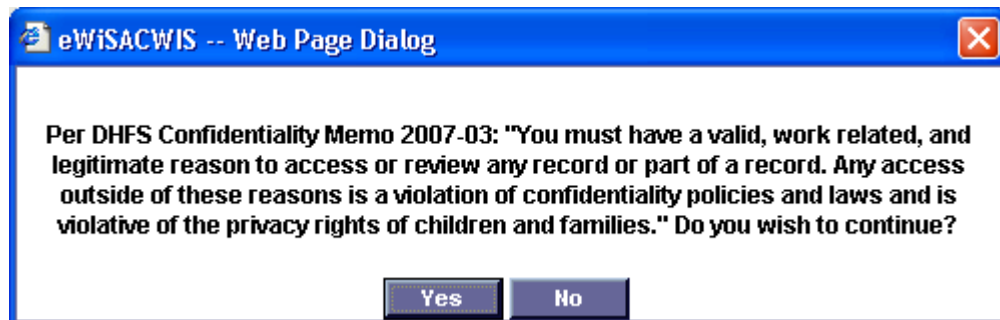 eWiSACWIS -- Web Page Dialog
Per DHFS Confidentiality Memo 2007-03: "You must have a valid, work related, and
legitimate reason to access or review any record or part of a record. Any access
outside of these reasons is a violation of confidentiality policies and laws and is
violative of the privacy rights of children and families." Do you wish to continue?
Yes No